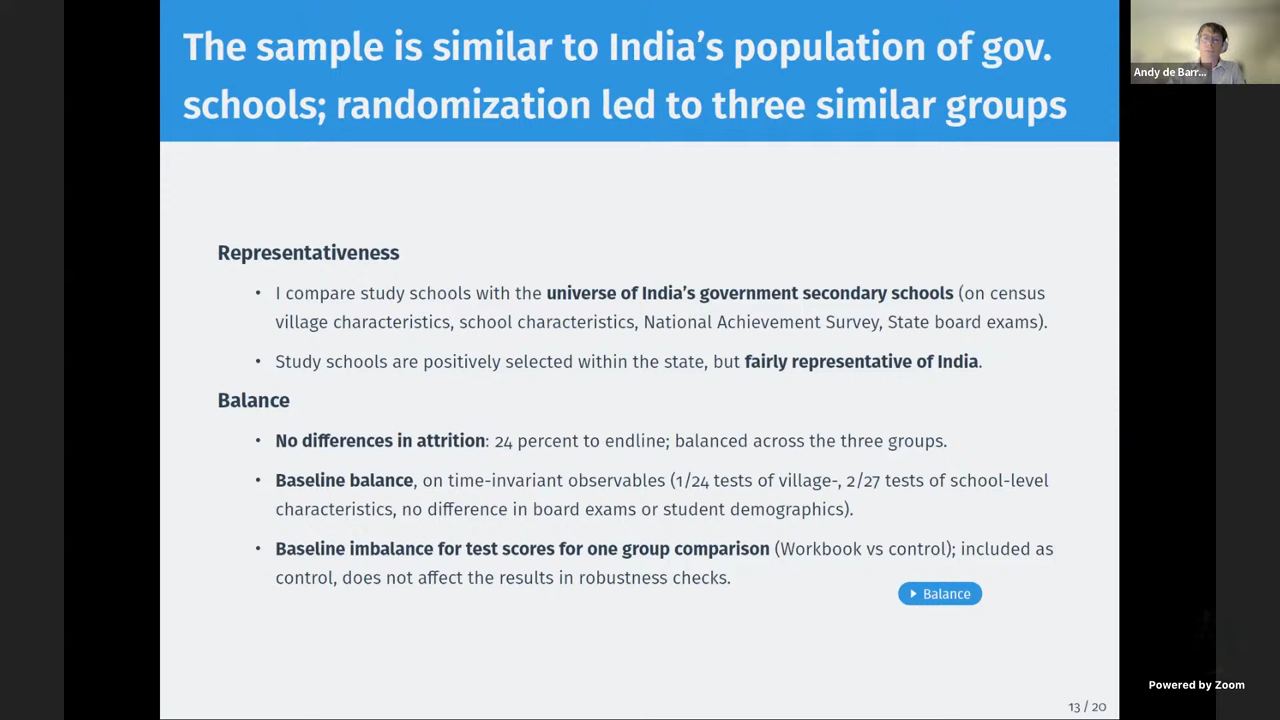 The sample is similar to India’s population of gov.
schools; randomization led to three similar groups
Andy de Barr...
Representativeness
• I compare study schools with the universe of India’s government secondary schools (on census
village characteristics, school characteristics, National Achievement Survey, State board exams).
• Study schools are positively selected within the state, but fairly representative of India.
Balance
• No differences in attrition: 24 percent to endline; balanced across the three groups.
• Baseline balance, on time-invariant observables (1/24 tests of village-, 2/27 tests of school-level
characteristics, no difference in board exams or student demographics).
• Baseline imbalance for test scores for one group comparison (Workbook vs control); included as
control, does not affect the results in robustness checks.
Balance
Powered by Zoom
13 / 20